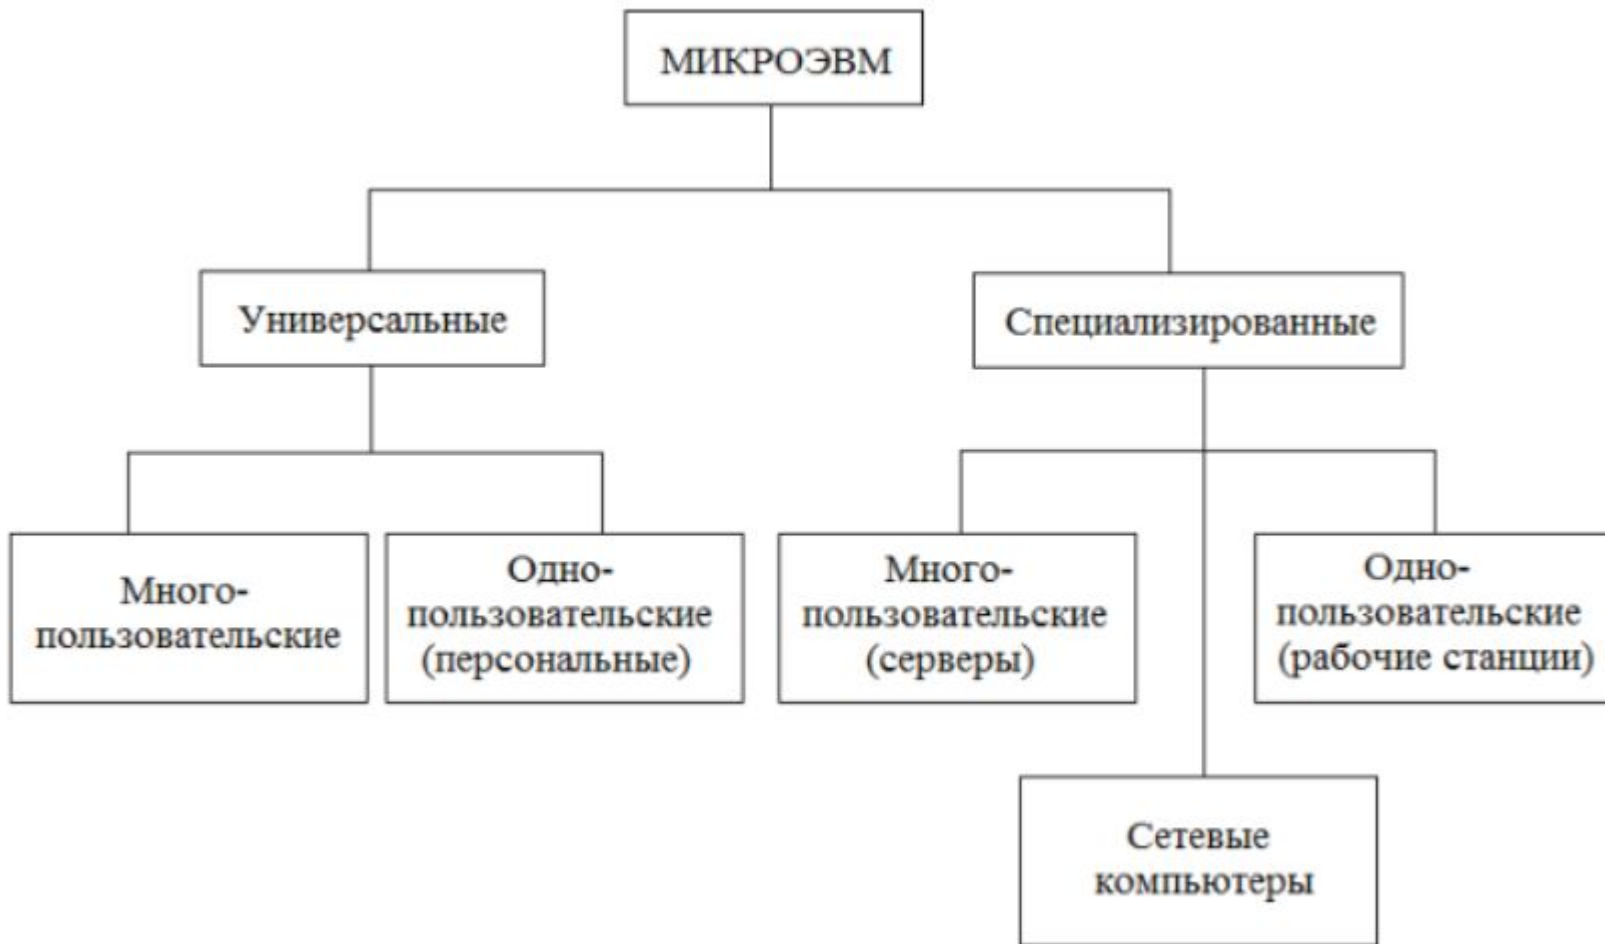 МИКРОЭВМ
Универсальные
Специализированные
Много-
пользовательские
Одно-
пользовательские
(персональные)
Много-
пользовательские
(серверы)
Одно-
пользовательские
(рабочие станции)
Сетевые
компьютеры